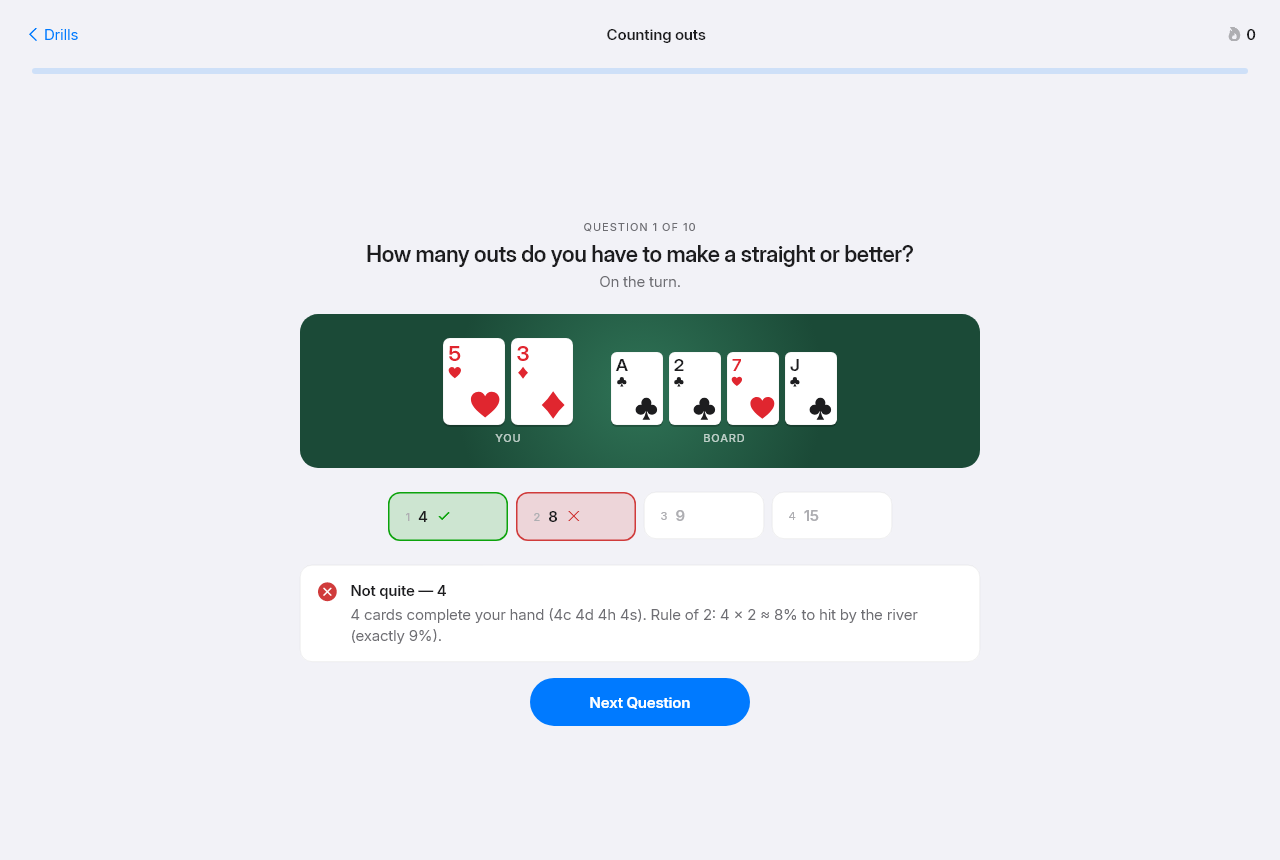 Drills
Counting outs
0
QUESTION 1 OF 10
How many outs do you have to make a straight or better?
On the turn.
5 3 A 2 7 J
YOU BOARD
1 4 2 8 3 9 4 15
Not quite — 4
4 cards complete your hand (4c 4d 4h 4s). Rule of 2: 4 × 2 ≈ 8% to hit by the river
(exactly 9%).
Next Question